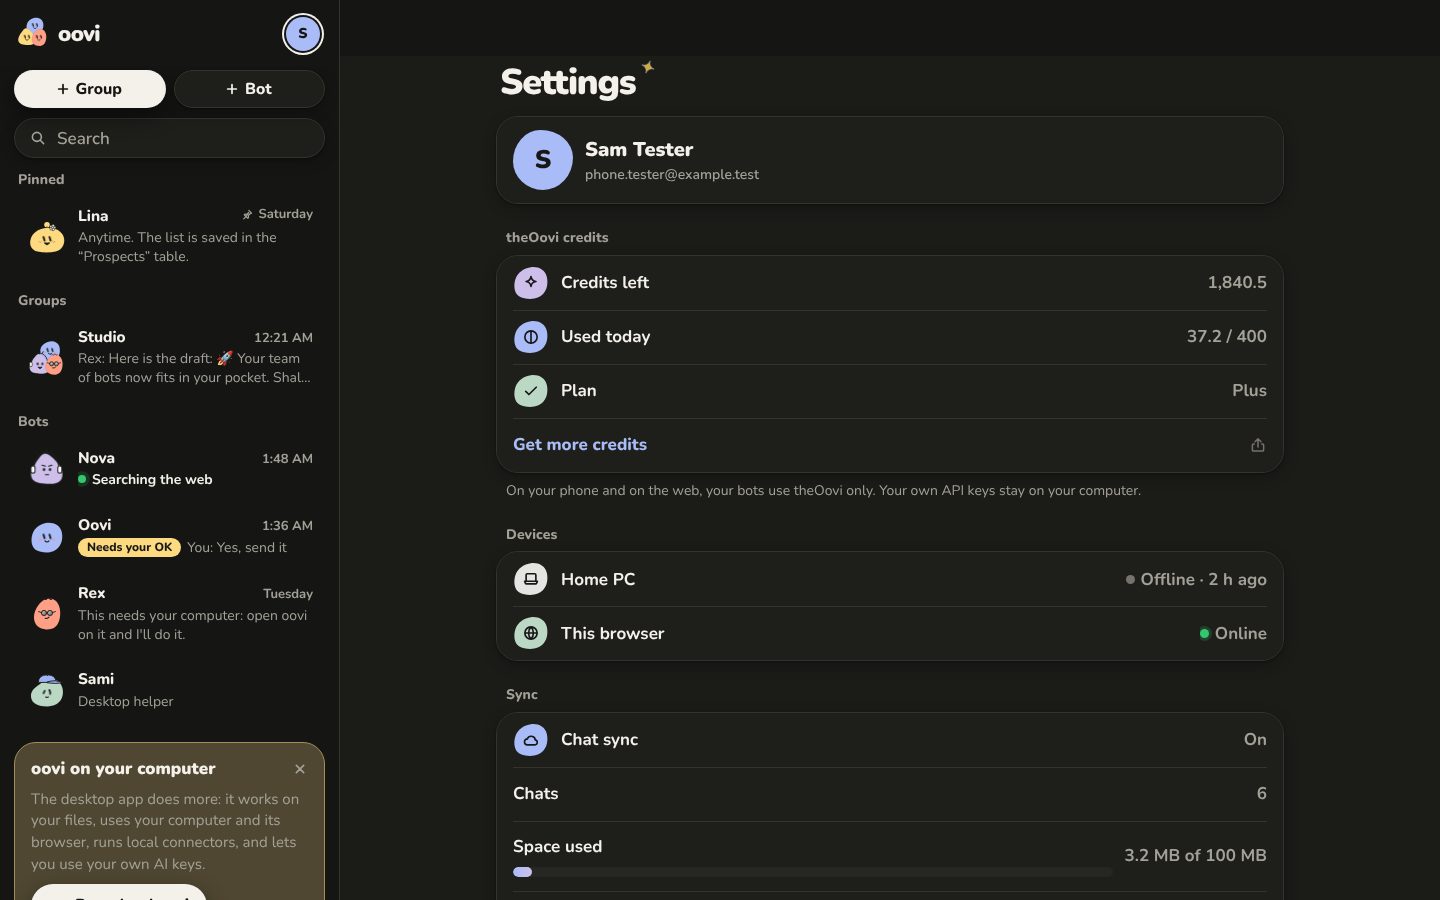 oovi
S
+ Group
+ Bot
Search
Pinned
Lina
Saturday
Anytime. The list is saved in the
“Prospects” table.
Groups
Studio
12:21 AM
Rex: Here is the draft: 🚀 Your team
of bots now fits in your pocket. Shal…
Bots
Nova
1:48 AM
Searching the web
Oovi
1:36 AM
Needs your OK
You: Yes, send it
Rex
Tuesday
This needs your computer: open oovi
on it and I'll do it.
Sami
Desktop helper
oovi on your computer
The desktop app does more: it works on
your files, uses your computer and its
browser, runs local connectors, and lets
you use your own AI keys.
Settings
S
Sam Tester
phone.tester@example.test
theOovi credits
Credits left
1,840.5
Used today
37.2 / 400
Plan
Plus
Get more credits
On your phone and on the web, your bots use theOovi only. Your own API keys stay on your computer.
Devices
Home PC
Offline · 2 h ago
This browser
Online
Sync
Chat sync
On
Chats
6
Space used
3.2 MB of 100 MB